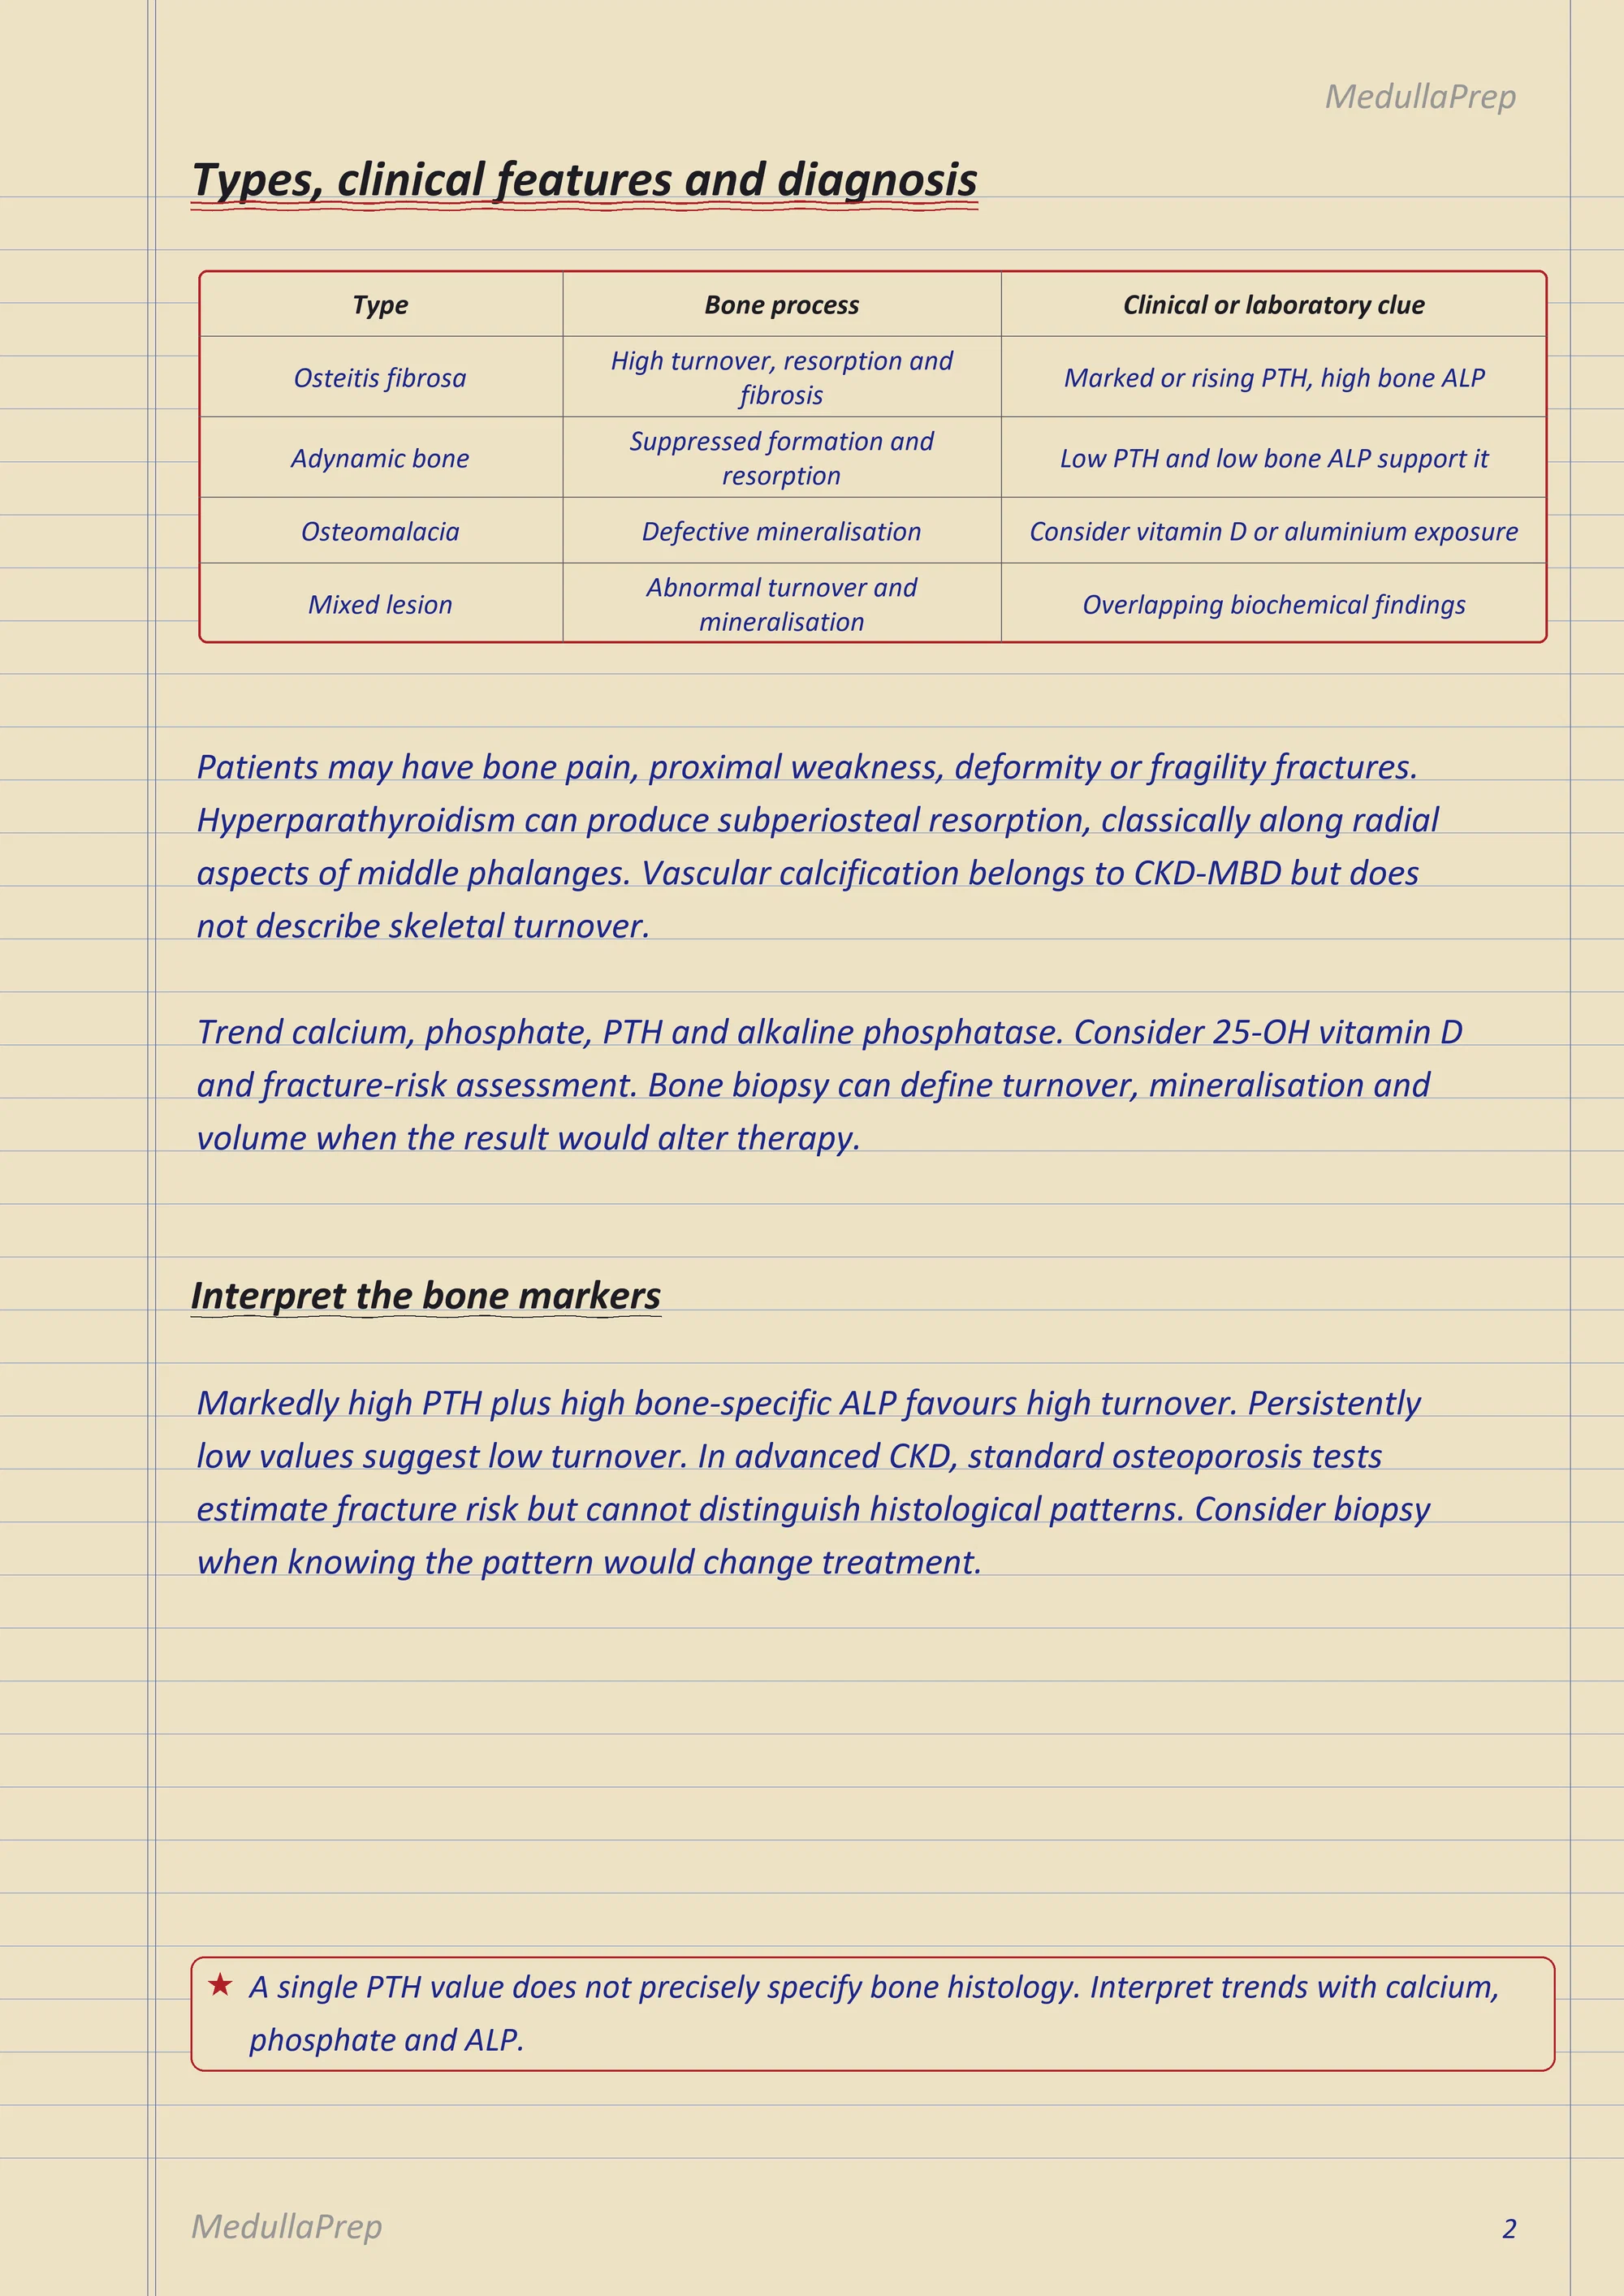 MedullaPrep
Types, clinical features and diagnosis
Type Bone process Clinical or laboratory clue
Osteitis fibrosa High turnover, resorption and fibrosis Marked or rising PTH, high bone ALP
Adynamic bone Suppressed formation and resorption Low PTH and low bone ALP support it
Osteomalacia Defective mineralisation Consider vitamin D or aluminium exposure
Mixed lesion Abnormal turnover and mineralisation Overlapping biochemical findings
Patients may have bone pain, proximal weakness, deformity or fragility fractures.
Hyperparathyroidism can produce subperiosteal resorption, classically along radial
aspects of middle phalanges. Vascular calcification belongs to CKD-MBD but does
not describe skeletal turnover.
Trend calcium, phosphate, PTH and alkaline phosphatase. Consider 25-OH vitamin D
and fracture-risk assessment. Bone biopsy can define turnover, mineralisation and
volume when the result would alter therapy.
Interpret the bone markers
Markedly high PTH plus high bone-specific ALP favours high turnover. Persistently
low values suggest low turnover. In advanced CKD, standard osteoporosis tests
estimate fracture risk but cannot distinguish histological patterns. Consider biopsy
when knowing the pattern would change treatment.
★ A single PTH value does not precisely specify bone histology. Interpret trends with calcium,
phosphate and ALP.
MedullaPrep 2